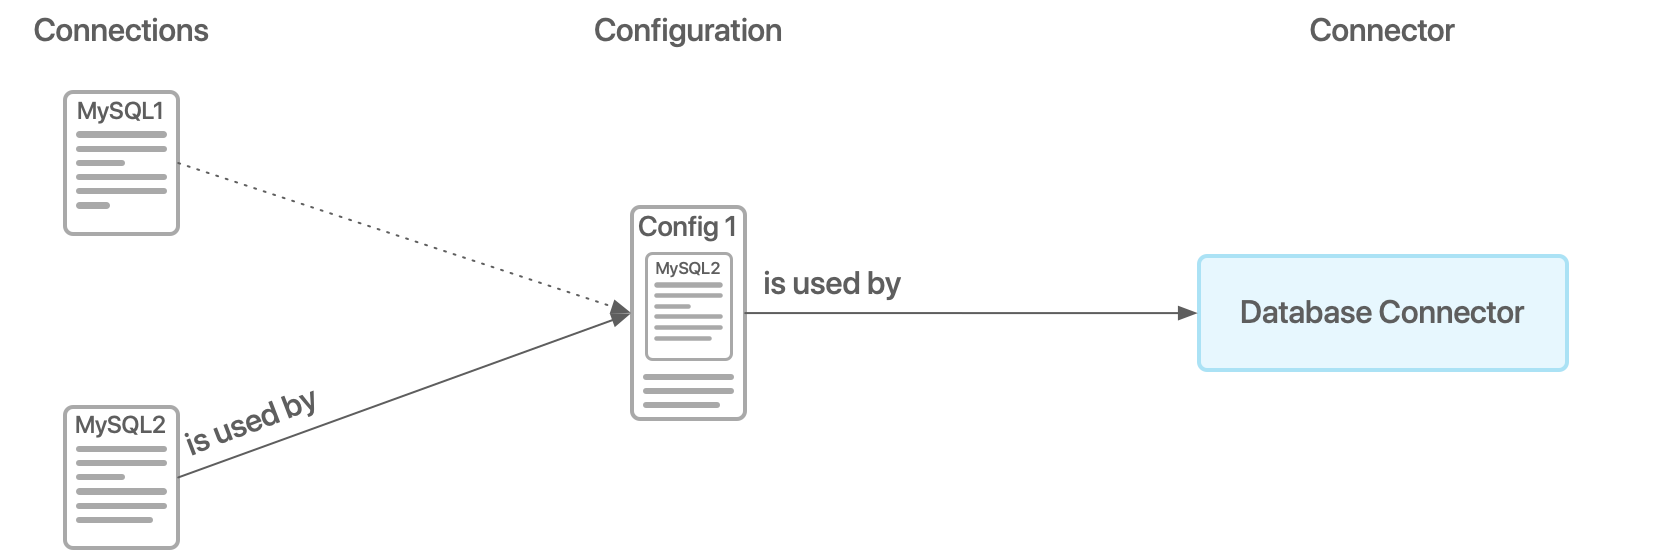 Connections
Configuration
Connector
MySQL1
Config 1
MySQL2
is used by
Database Connector
is used by
MySQL2